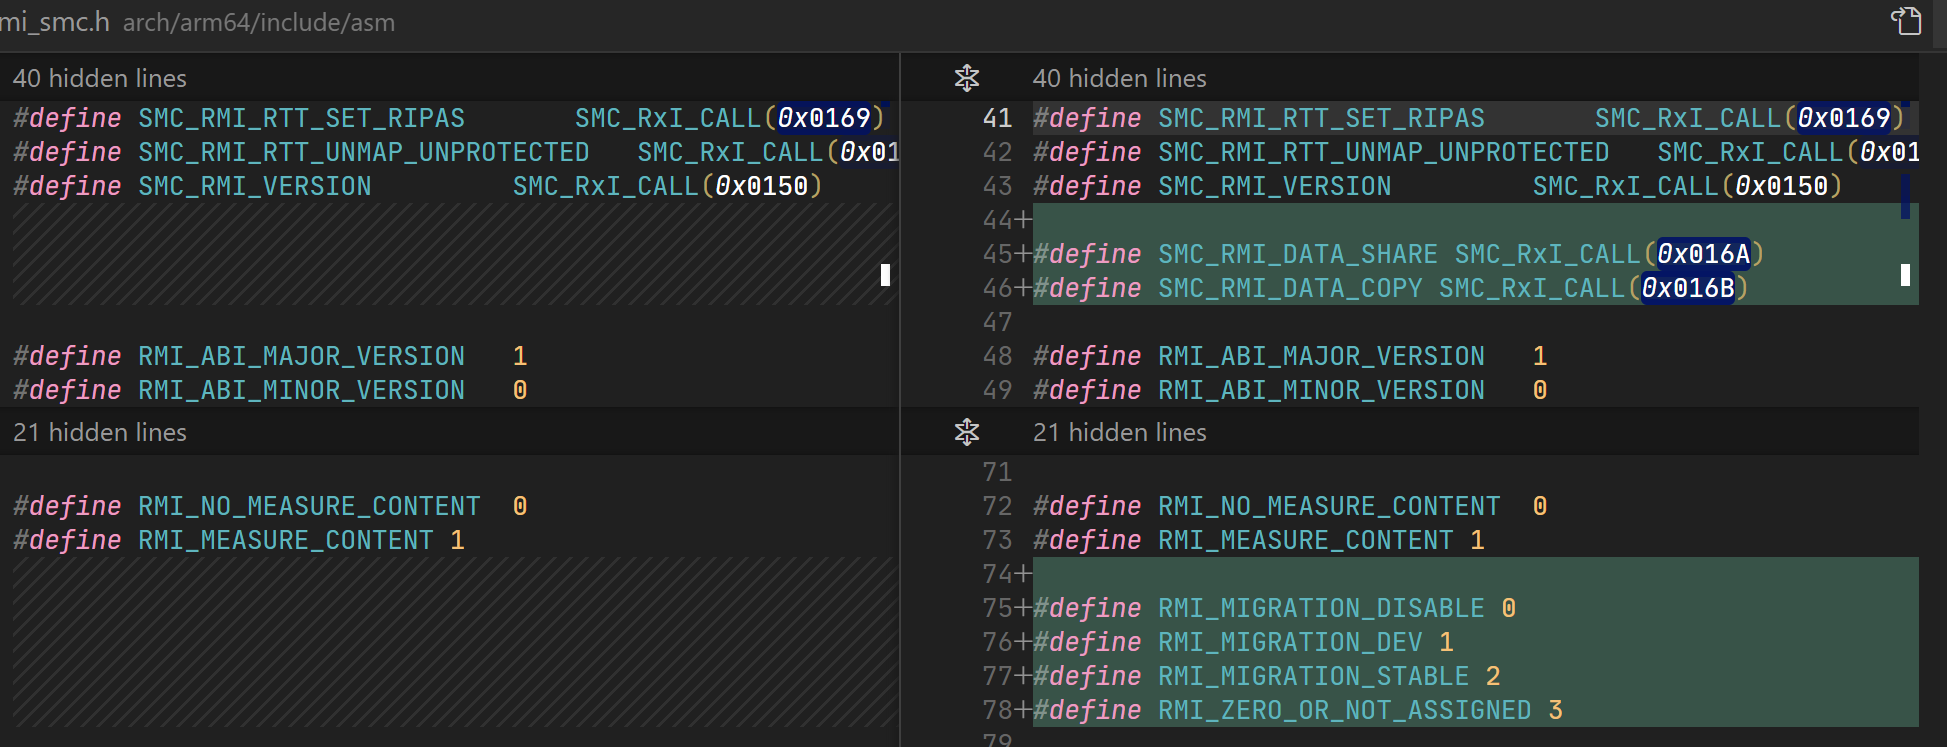 mi_smc.h arch/arm64/include/asm
40 hidden lines
#define SMC_RMI_RTT_SET_RIPAS SMC_RxI_CALL(0x0169)
#define SMC_RMI_RTT_UNMAP_UNPROTECTED SMC_RxI_CALL(0x01
#define SMC_RMI_VERSION SMC_RxI_CALL(0x0150)
#define RMI_ABI_MAJOR_VERSION 1
#define RMI_ABI_MINOR_VERSION 0
21 hidden lines
#define RMI_NO_MEASURE_CONTENT 0
#define RMI_MEASURE_CONTENT 1
40 hidden lines
41 #define SMC_RMI_RTT_SET_RIPAS SMC_RxI_CALL(0x0169)
42 #define SMC_RMI_RTT_UNMAP_UNPROTECTED SMC_RxI_CALL(0x01
43 #define SMC_RMI_VERSION SMC_RxI_CALL(0x0150)
44+
45+#define SMC_RMI_DATA_SHARE SMC_RxI_CALL(0x016A)
46+#define SMC_RMI_DATA_COPY SMC_RxI_CALL(0x016B)
47
48 #define RMI_ABI_MAJOR_VERSION 1
49 #define RMI_ABI_MINOR_VERSION 0
21 hidden lines
71
72 #define RMI_NO_MEASURE_CONTENT 0
73 #define RMI_MEASURE_CONTENT 1
74+
75+#define RMI_MIGRATION_DISABLE 0
76+#define RMI_MIGRATION_DEV 1
77+#define RMI_MIGRATION_STABLE 2
78+#define RMI_ZERO_OR_NOT_ASSIGNED 3
79